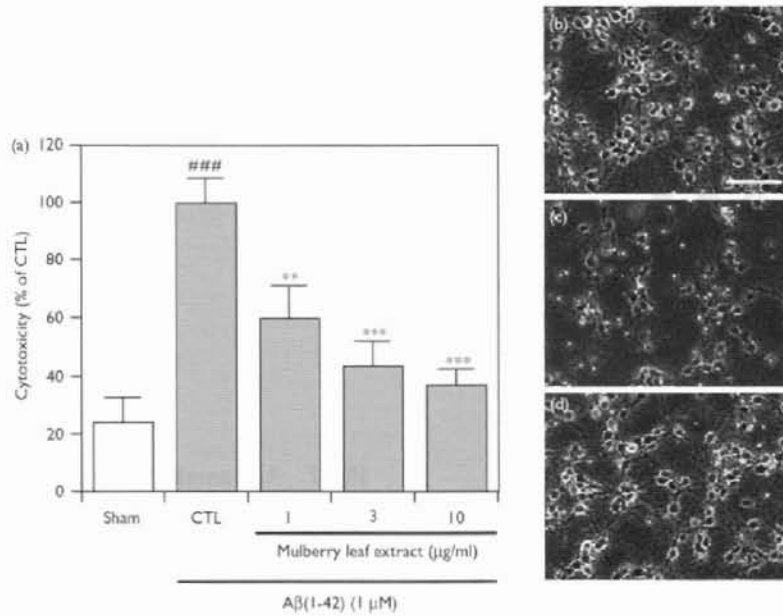 (a)
120
100
80
60
40
20
0
Cytotoxicity (% of CTL)
###
**
***
***
Sham CTL 1 3 10
Mulberry leaf extract (μg/ml)
Aβ(1-42) (1 μM)
(b)
(c)
(d)